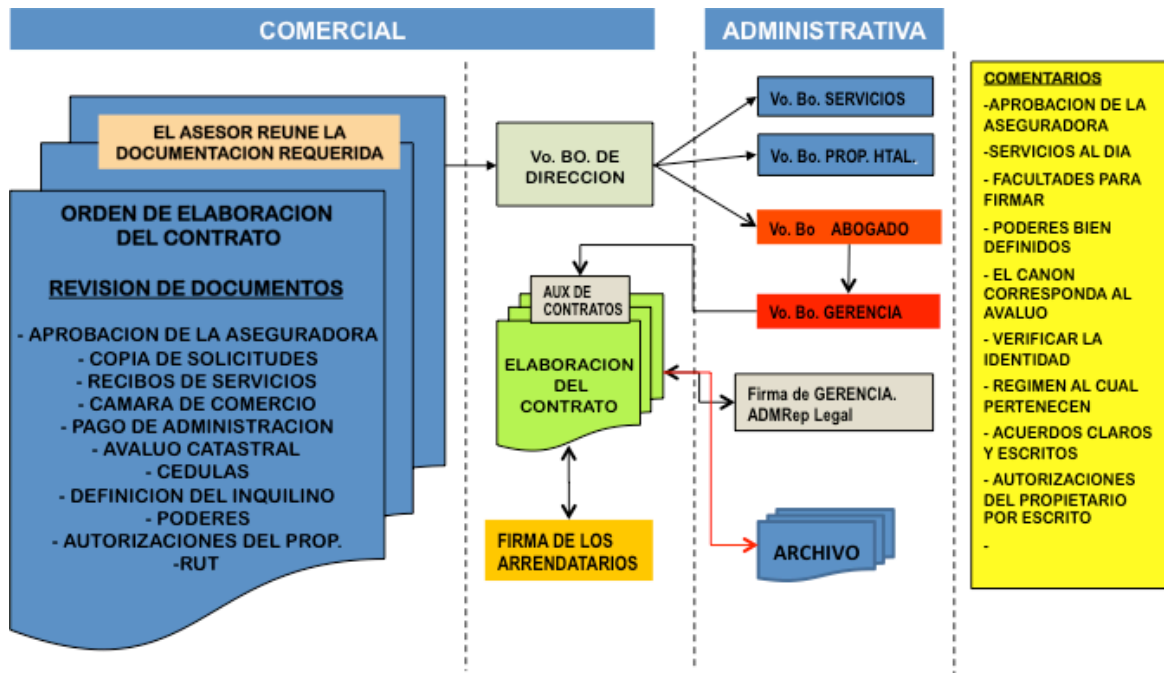 COMERCIAL
ADMINISTRATIVA
EL ASESOR REUNE LA
DOCUMENTACION REQUERIDA
ORDEN DE ELABORACION
DEL CONTRATO
REVISION DE DOCUMENTOS
- APROBACION DE LA ASEGURADORA
- COPIA DE SOLICITUDES
- RECIBOS DE SERVICIOS
- CAMARA DE COMERCIO
- PAGO DE ADMINISTRACION
- AVALUO CATASTRAL
- CEDULAS
- DEFINICION DEL INQUILINO
- PODERES
- AUTORIZACIONES DEL PROP.
-RUT
Vo. BO. DE
DIRECCION
AUX DE
CONTRATOS
ELABORACION
DEL
CONTRATO
FIRMA DE LOS
ARRENDATARIOS
Vo. Bo. SERVICIOS
Vo. Bo. PROP. HTAL.
Vo. Bo ABOGADO
Vo. Bo. GERENCIA
Firma de GERENCIA.
ADMRep Legal
ARCHIVO
COMENTARIOS
-APROBACION DE LA
ASEGURADORA
-SERVICIOS AL DIA
- FACULTADES PARA
FIRMAR
- PODERES BIEN
DEFINIDOS
- EL CANON
CORRESPONDA AL
AVALUO
- VERIFICAR LA
IDENTIDAD
- REGIMEN AL CUAL
PERTENECEN
- ACUERDOS CLAROS
Y ESCRITOS
- AUTORIZACIONES
DEL PROPIETARIO
POR ESCRITO
-